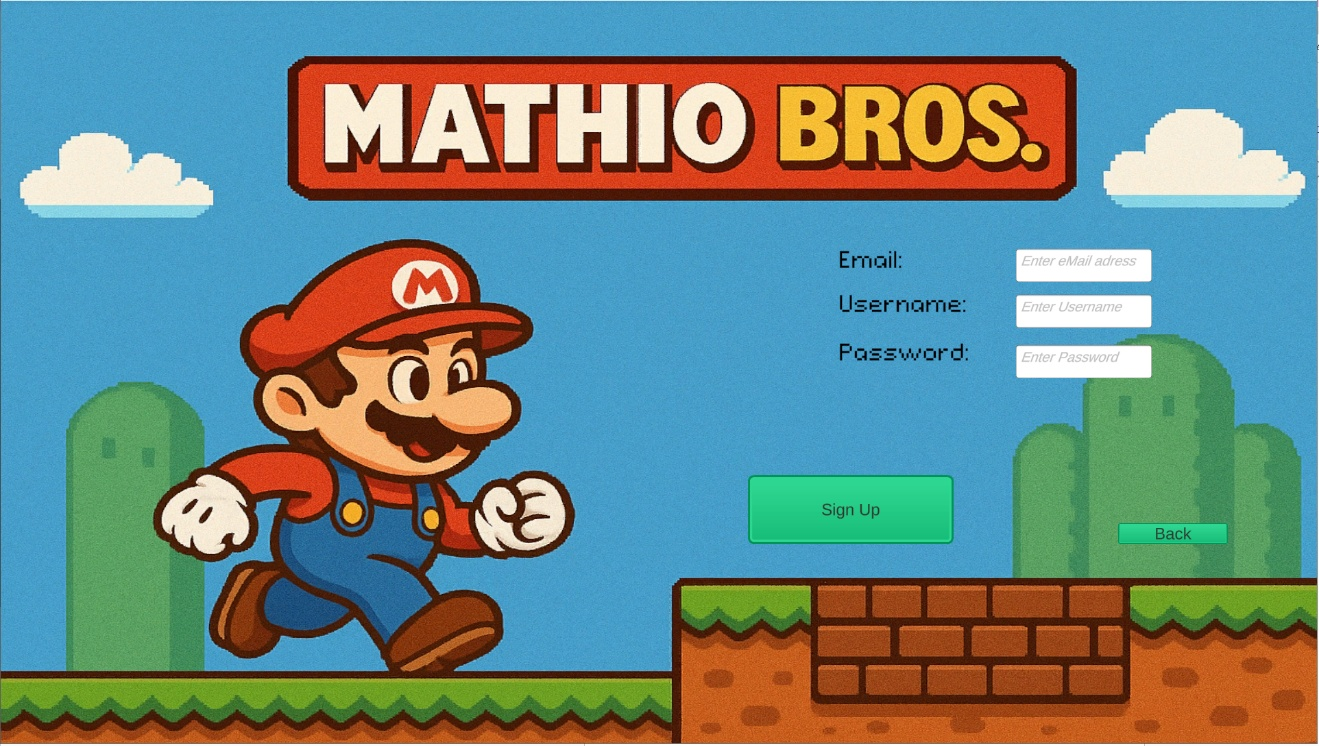 MATHIO BROS.
M
Email: Enter eMail adress
Username: Enter Username
Password: Enter Password
Sign Up
Back